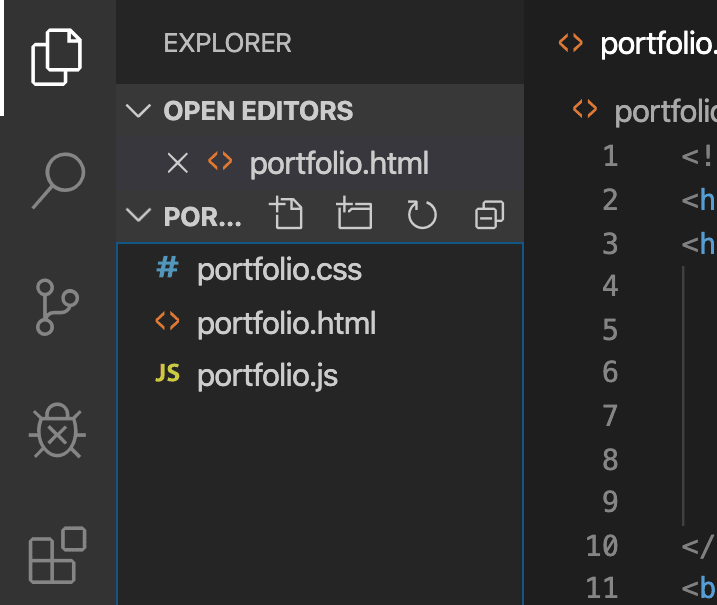 EXPLORER
OPEN EDITORS
portfolio.html
POR...
# portfolio.css
<> portfolio.html
JS portfolio.js
<> portfolio.
<> portfolio
1 <!
2 <h
3 <h
4
5
6
7
8
9
10 </
11 <b